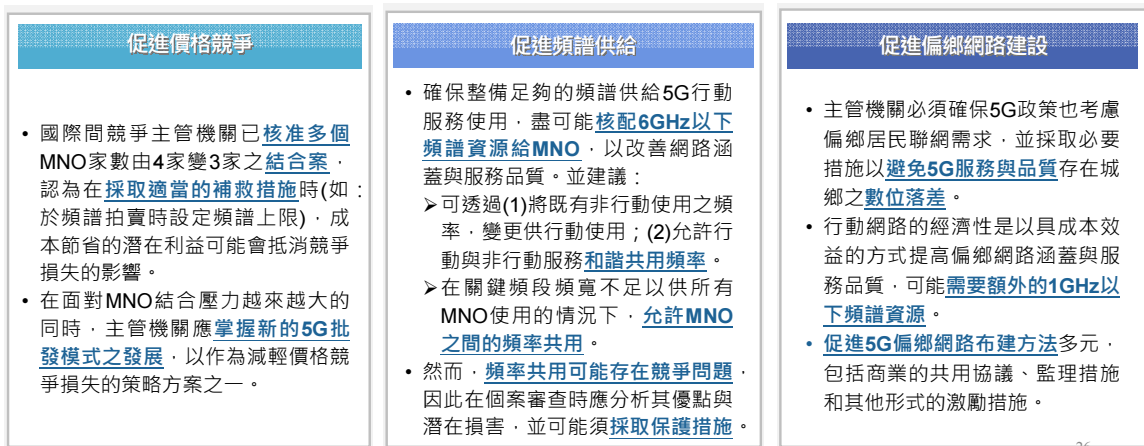 促進價格競爭
• 國際間競爭主管機關已核准多個
MNO家數由4家變3家之結合案，
認為在採取適當的補救措施時(如：
於頻譜拍賣時設定頻譜上限)，成
本節省的潛在利益可能會抵消競爭
損失的影響。
• 在面對MNO結合壓力越來越大的
同時，主管機關應掌握新的5G批
發模式之發展，以作為減輕價格競
爭損失的策略方案之一。
促進頻譜供給
• 確保整備足夠的頻譜供給5G行動
服務使用，盡可能核配6GHz以下
頻譜資源給MNO，以改善網路涵
蓋與服務品質。並建議：
➢可透過(1)將既有非行動使用之頻
率，變更供行動使用；(2)允許行
動與非行動服務和諧共用頻率。
➢在關鍵頻段頻寬不足以供所有
MNO使用的情況下，允許MNO
之間的頻率共用。
• 然而，頻率共用可能存在競爭問題，
因此在個案審查時應分析其優點與
潛在損害，並可能須採取保護措施。
促進偏鄉網路建設
• 主管機關必須確保5G政策也考慮
偏鄉居民聯網需求，並採取必要
措施以避免5G服務與品質存在城
鄉之數位落差。
• 行動網路的經濟性是以具成本效
益的方式提高偏鄉網路涵蓋與服
務品質，可能需要額外的1GHz以
下頻譜資源。
• 促進5G偏鄉網路布建方法多元，
包括商業的共用協議、監理措施
和其他形式的激勵措施。